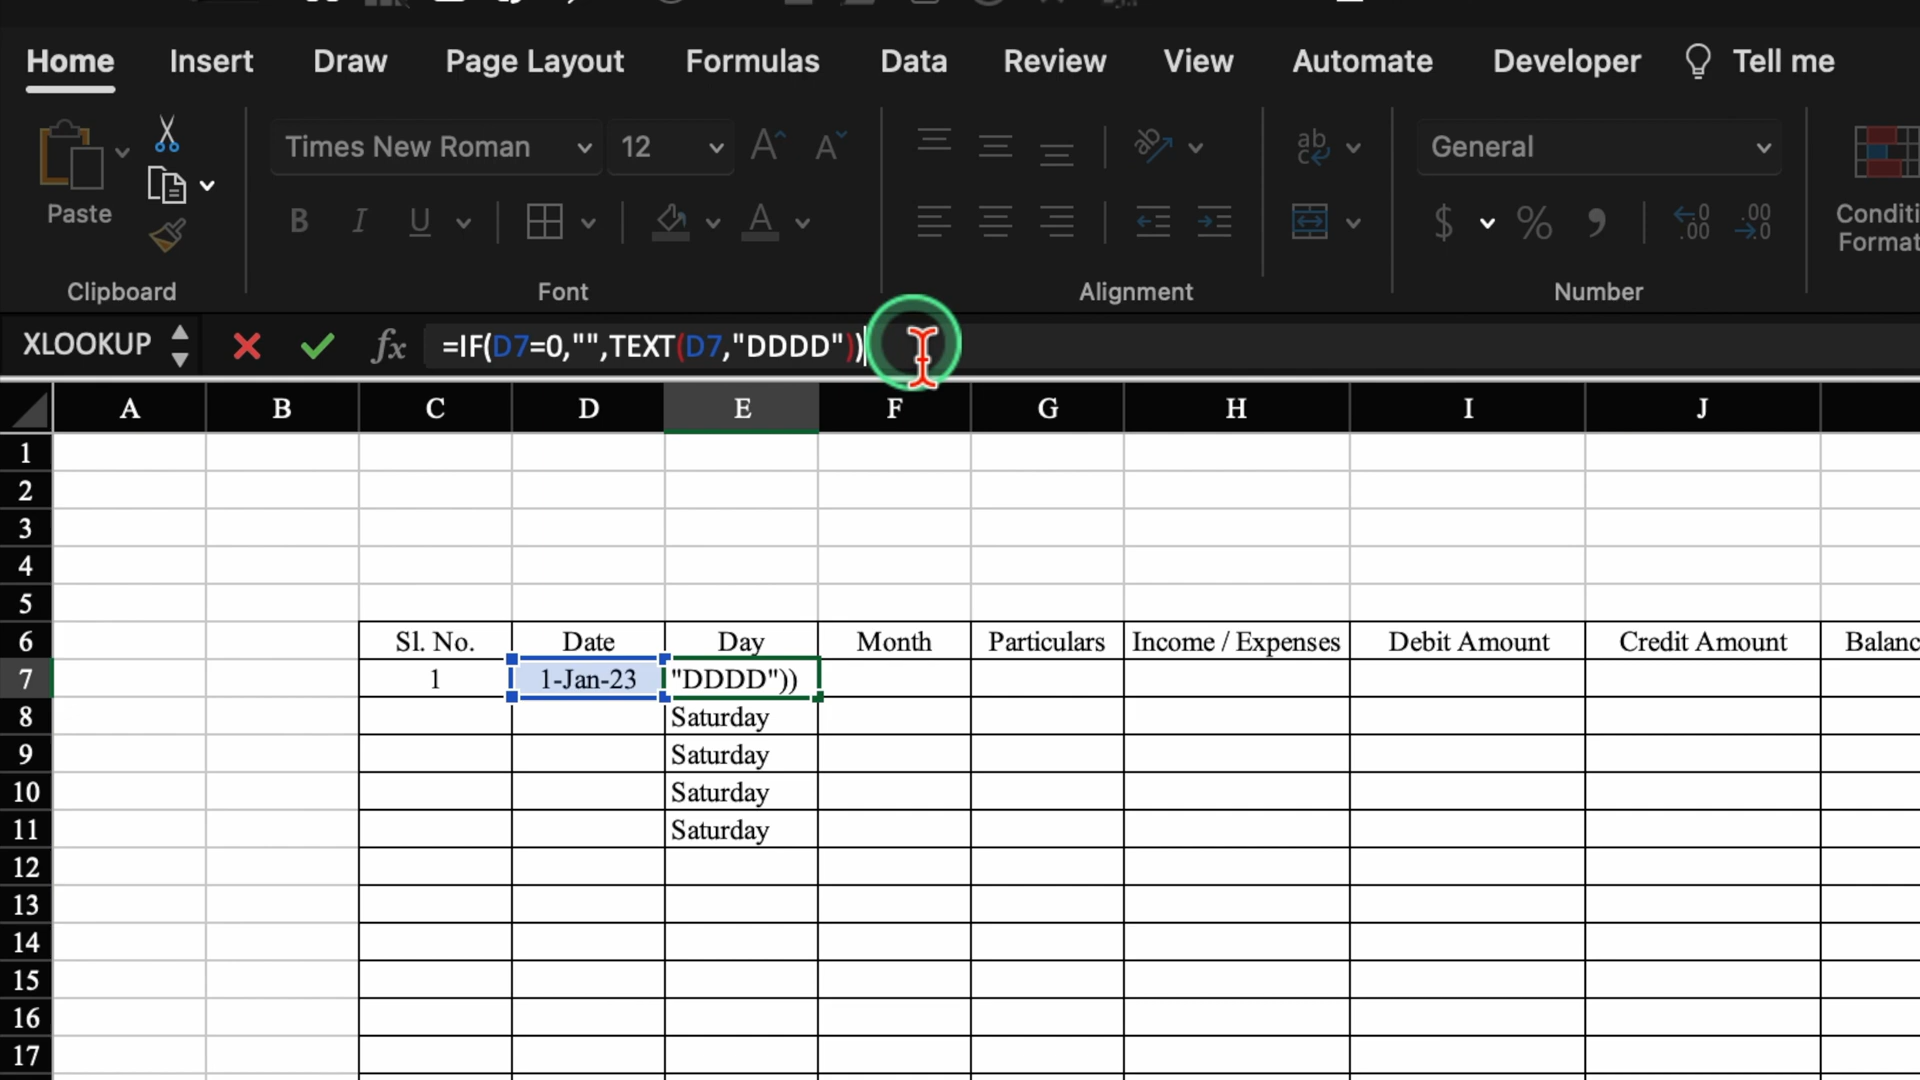 Home Insert Draw Page Layout Formulas Data Review View Automate Developer Tell me
Times New Roman 12 General
Paste
Conditi
Format
Clipboard Font Alignment Number
XLOOKUP fx =IF(D7=0,"",TEXT(D7,"DDDD"))
A B C D E F G H I J
1
2
3
4
5
6 Sl. No. Date Day Month Particulars Income / Expenses Debit Amount Credit Amount Balanc
7 1 1-Jan-23 "DDDD"))
8 Saturday
9 Saturday
10 Saturday
11 Saturday
12
13
14
15
16
17